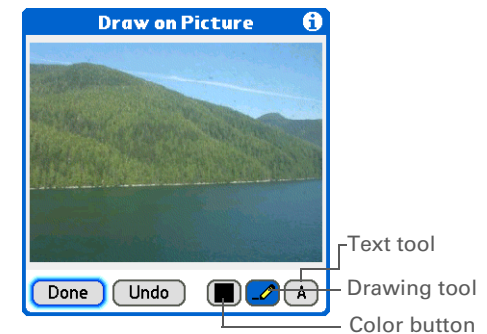 Draw on Picture i
Text tool
Done Undo A Drawing tool
Color button